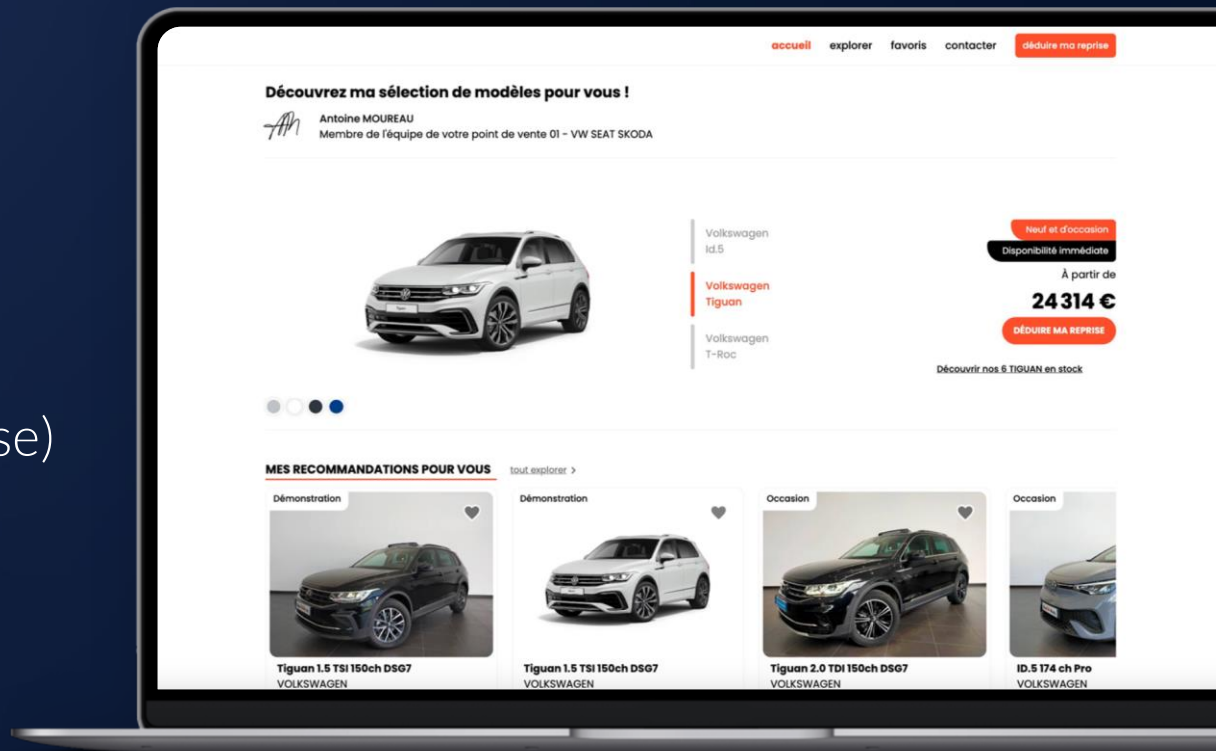 accueil explorer favoris contacter déduire ma reprise
Découvrez ma sélection de modèles pour vous !
Antoine MOUREAU
Membre de l'équipe de votre point de vente 01 - VW SEAT SKODA
Volkswagen
Id.5
Volkswagen
Tiguan
Volkswagen
T-Roc
Neuf et d'occasion
Disponibilité immédiate
À partir de
24 314 €
DÉDUIRE MA REPRISE
Découvrir nos 6 TIGUAN en stock
se)
MES RECOMMANDATIONS POUR VOUS tout explorer >
Démonstration
Démonstration
Occasion
Occasion
Tiguan 1.5 TSI 150ch DSG7
VOLKSWAGEN
Tiguan 1.5 TSI 150ch DSG7
VOLKSWAGEN
Tiguan 2.0 TDI 150ch DSG7
VOLKSWAGEN
ID.5 174 ch Pro
VOLKSWAGEN